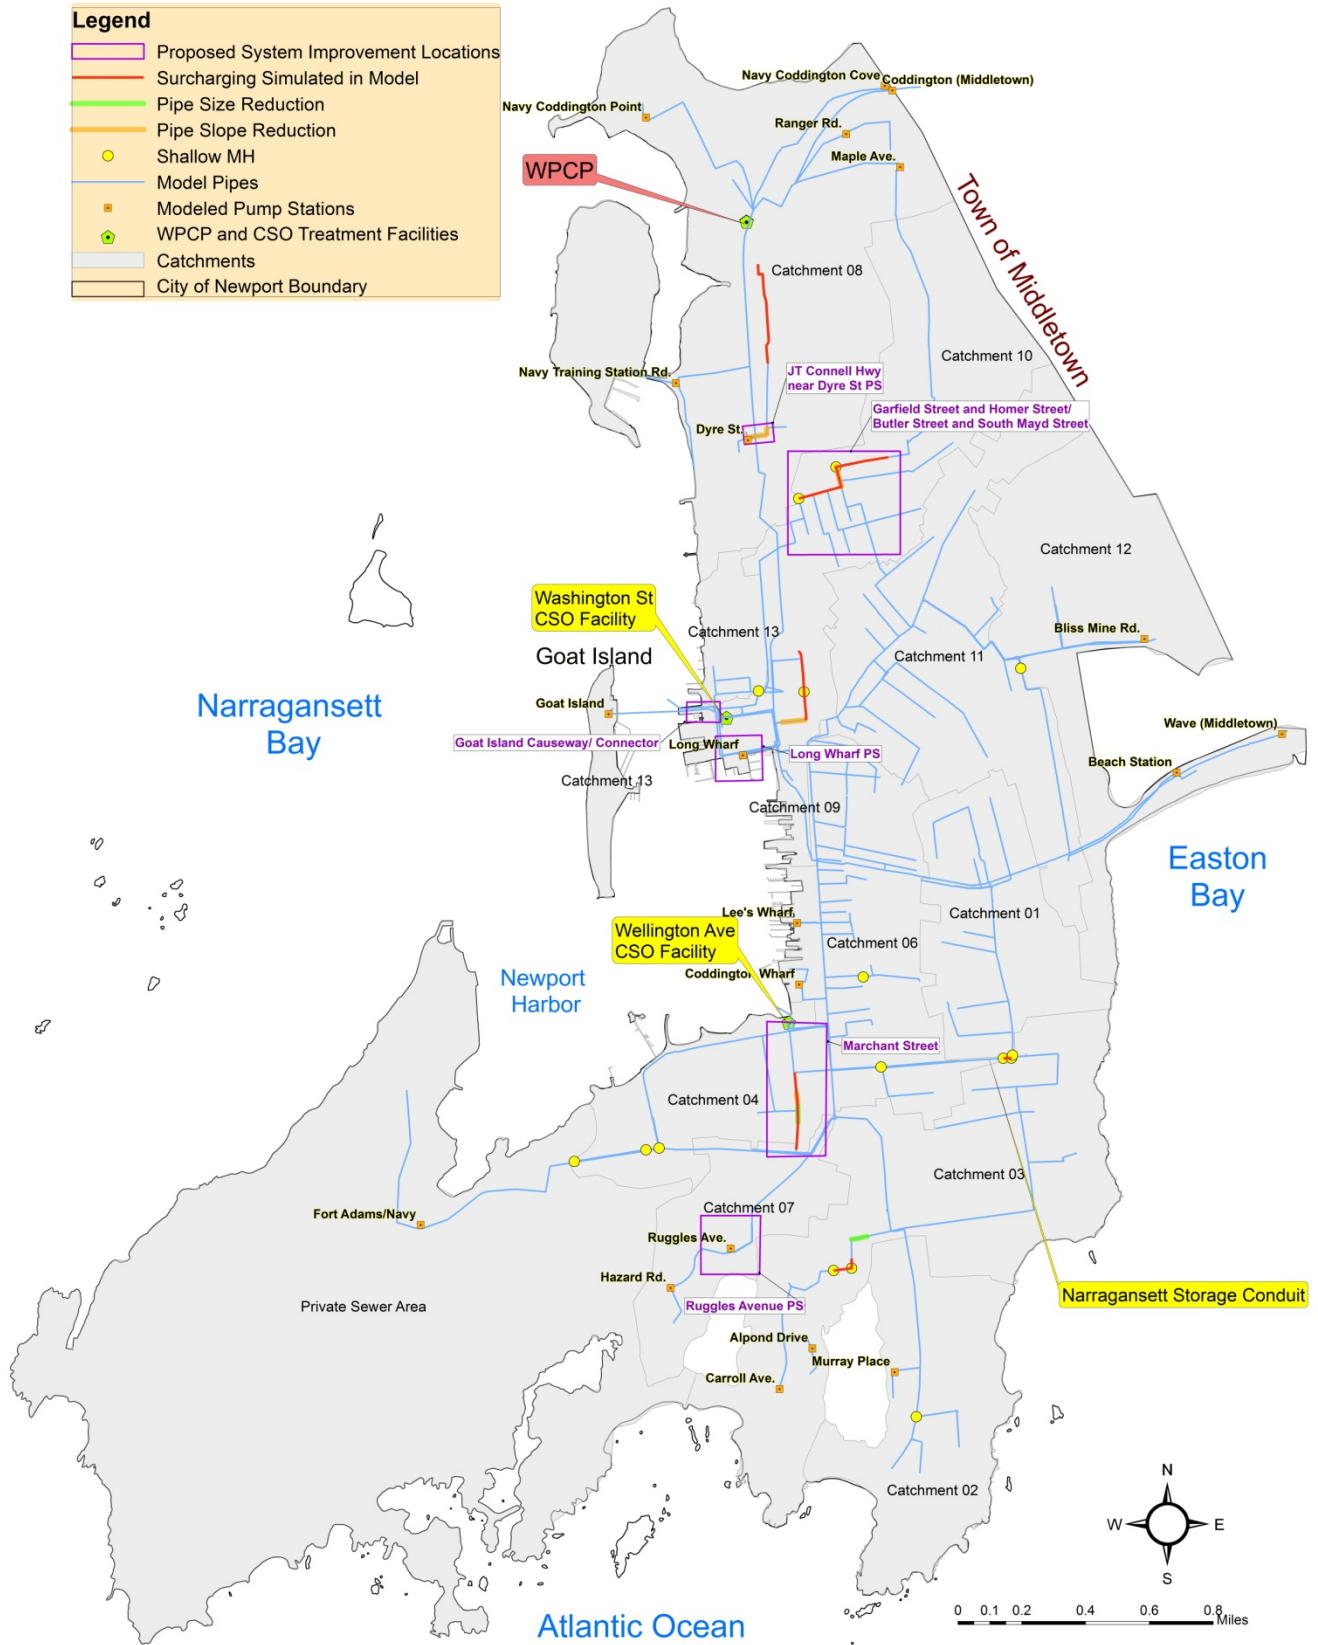 Legend
Proposed System Improvement Locations
Surcharging Simulated in Model
Pipe Size Reduction
Pipe Slope Reduction
Shallow MH
Model Pipes
Modeled Pump Stations
WPCP and CSO Treatment Facilities
Catchments
City of Newport Boundary
Navy Coddington Cove
Coddington (Middletown)
Navy Coddington Point
Ranger Rd.
Maple Ave.
WPCP
Town of Middletown
Catchment 08
Catchment 10
Navy Training Station Rd.
JT Connell Hwy
near Dyre St PS
Garfield Street and Homer Street/
Butler Street and South Mayd Street
Dyre St.
Catchment 12
Washington St
CSO Facility
Catchment 13
Bliss Mine Rd.
Goat Island
Catchment 11
Narragansett
Bay
Goat Island
Wave (Middletown)
Goat Island Causeway/ Connector
Long Wharf
Long Wharf PS
Beach Station
Catchment 13
Catchment 09
Easton
Bay
Lee's Wharf
Catchment 01
Wellington Ave
CSO Facility
Catchment 06
Newport
Harbor
Coddington Wharf
Marchant Street
Catchment 04
Catchment 03
Fort Adams/Navy
Catchment 07
Ruggles Ave.
Hazard Rd.
Narragansett Storage Conduit
Private Sewer Area
Ruggles Avenue PS
Alpond Drive
Murray Place
Carroll Ave.
Catchment 02
N
W
E
S
Atlantic Ocean
0 0.1 0.2 0.4 0.6 0.8
Miles